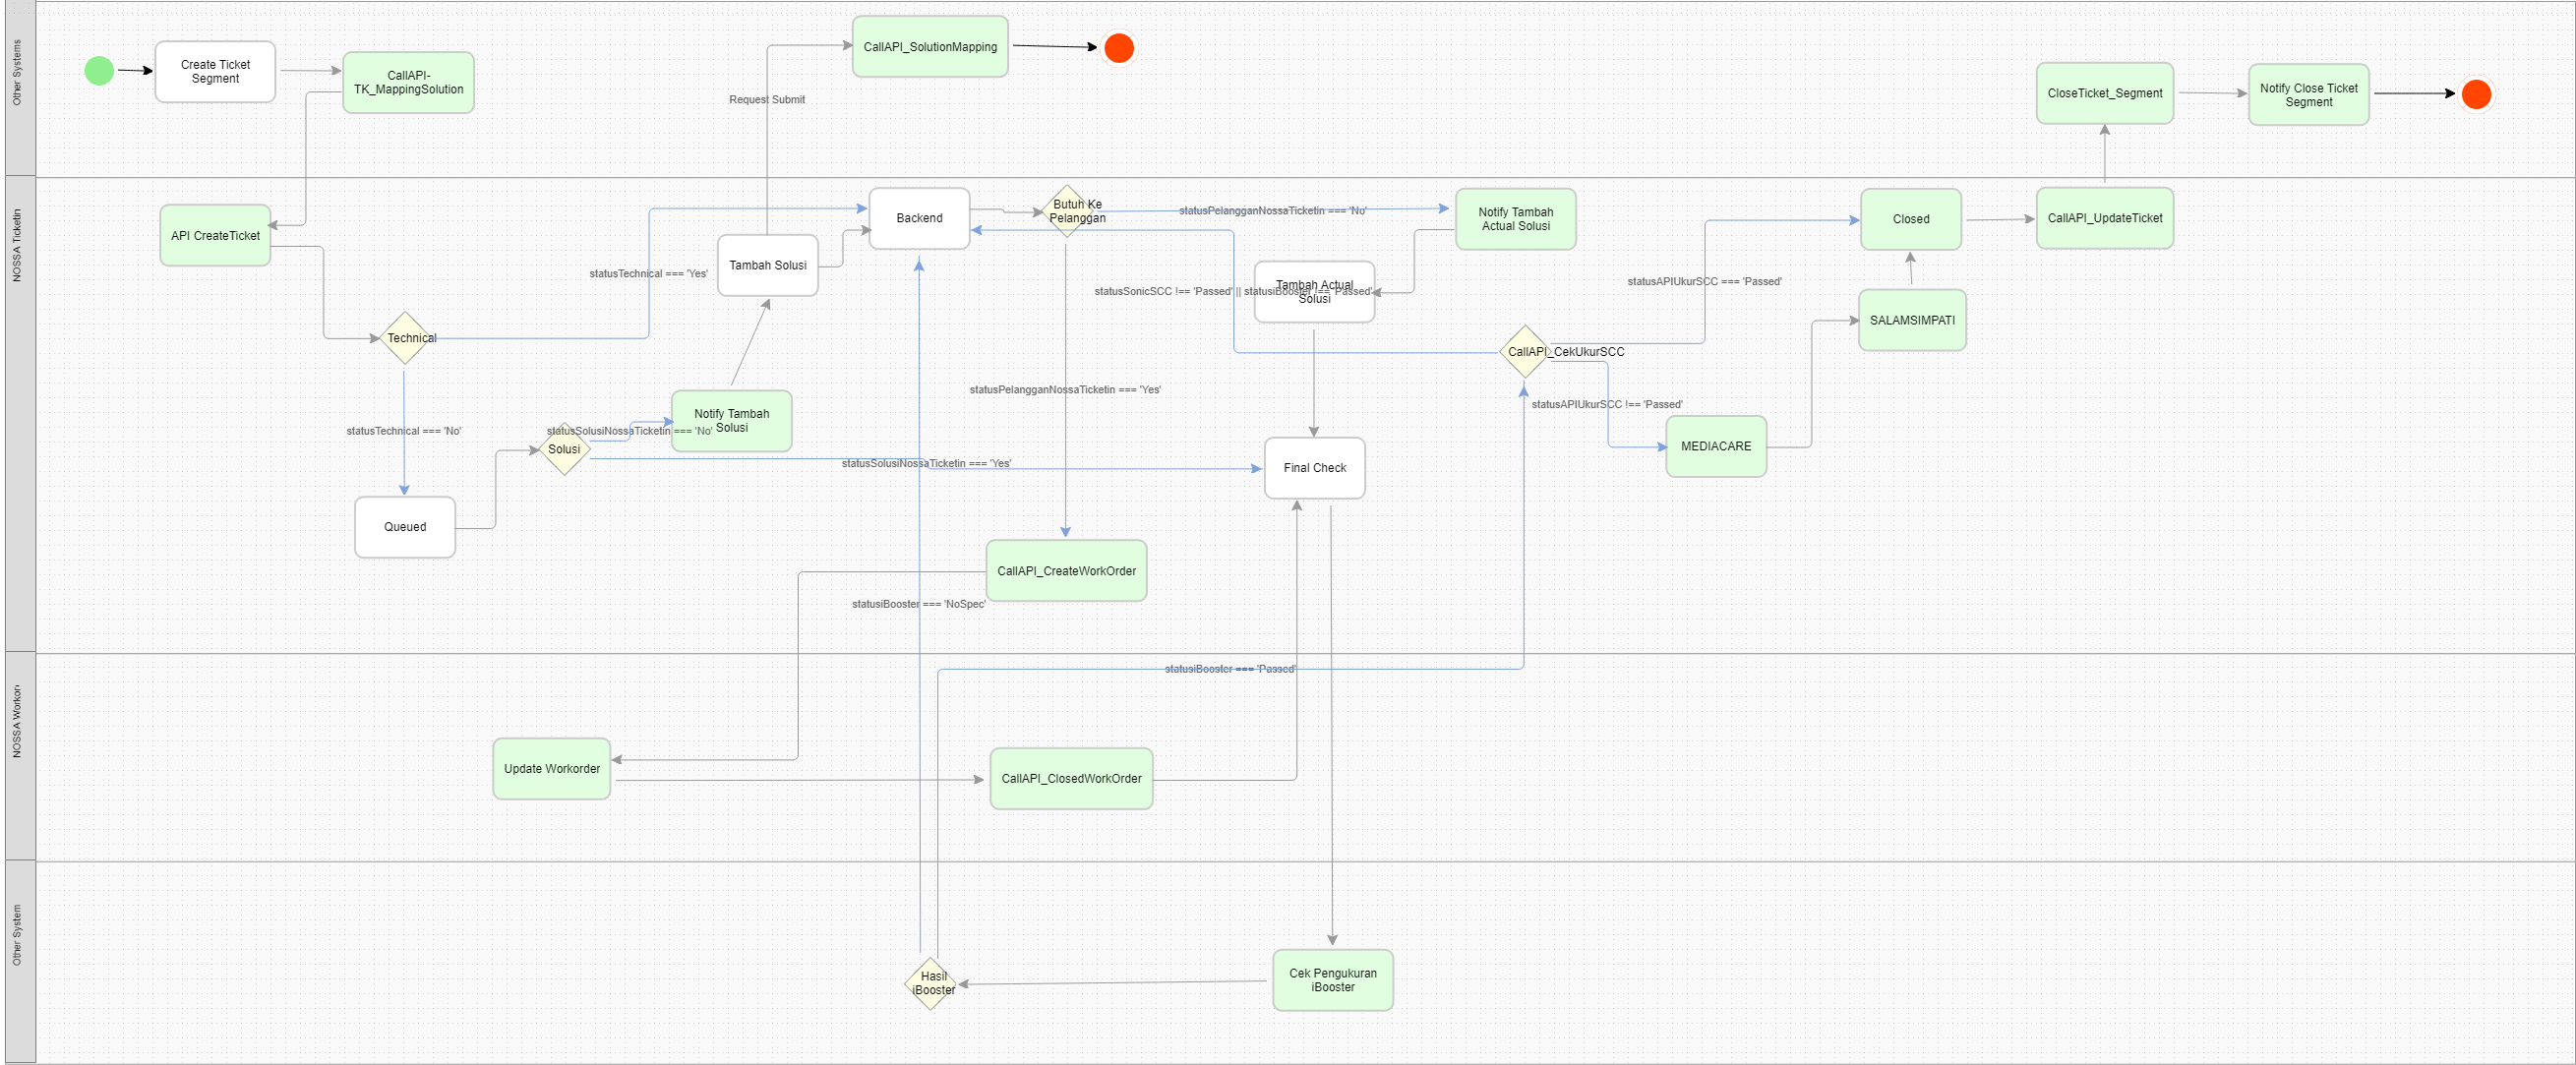 Other Systems
Create Ticket
Segment
CallAPI-
TK_MappingSolution
CallAPI_SolutionMapping
Request Submit
CloseTicket_Segment
Notify Close Ticket
Segment
NOSSA Ticketin
API CreateTicket
Technical
statusTechnical === 'Yes'
statusTechnical === 'No'
Queued
Solusi
statusSolusiNossaTicketin === 'No'
statusSolusiNossaTicketin === 'Yes'
Notify Tambah
Solusi
Tambah Solusi
Backend
Butuh Ke
Pelanggan
statusPelangganNossaTicketin === 'No'
statusPelangganNossaTicketin === 'Yes'
Notify Tambah
Actual Solusi
Tambah Actual
Solusi
statusSonicSCC !== 'Passed' || statusiBooster !== 'Passed'
Final Check
CallAPI_CekUkurSCC
statusAPIUkurSCC === 'Passed'
statusAPIUkurSCC !== 'Passed'
MEDIACARE
SALAMSIMPATI
Closed
CallAPI_UpdateTicket
CallAPI_CreateWorkOrder
statusiBooster === 'NoSpec'
statusiBooster === 'Passed'
NOSSA Workor
Update Workorder
CallAPI_ClosedWorkOrder
Other System
Hasil
iBooster
Cek Pengukuran
iBooster